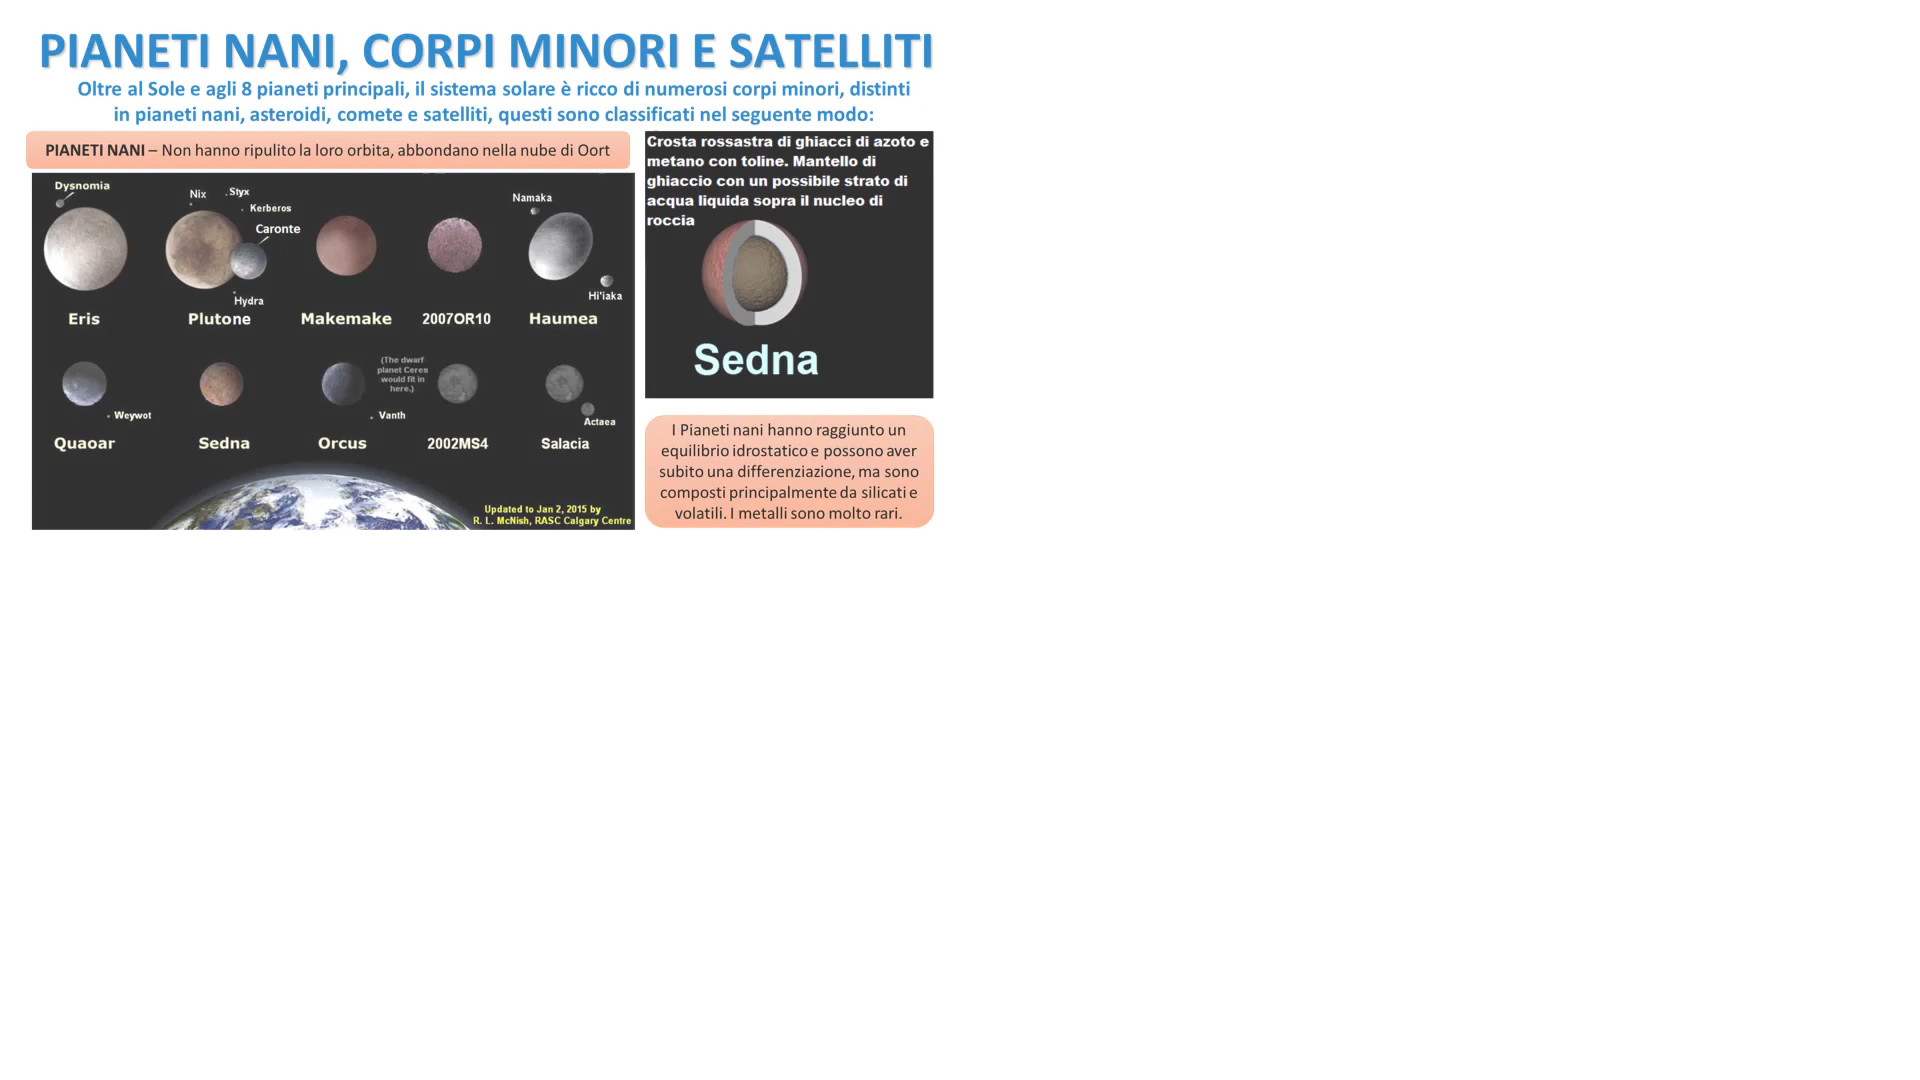 PIANETI NANI, CORPI MINORI E SATELLITI
Oltre al Sole e agli 8 pianeti principali, il sistema solare è ricco di numerosi corpi minori, distinti
in pianeti nani, asteroidi, comete e satelliti, questi sono classificati nel seguente modo:
PIANETI NANI – Non hanno ripulito la loro orbita, abbondano nella nube di Oort
Dysnomia
Nix
Styx
Kerberos
Caronte
Hydra
Namaka
Hi'iaka
Eris
Plutone
Makemake
2007OR10
Haumea
(The dwarf
planet Ceres
would fit in
here.)
Weywot
Vanth
Actaea
Quaoar
Sedna
Orcus
2002MS4
Salacia
Updated to Jan 2, 2015 by
R. L. McNish, RASC Calgary Centre
Crosta rossastra di ghiacci di azoto e
metano con toline. Mantello di
ghiaccio con un possibile strato di
acqua liquida sopra il nucleo di
roccia
Sedna
I Pianeti nani hanno raggiunto un
equilibrio idrostatico e possono aver
subito una differenziazione, ma sono
composti principalmente da silicati e
volatili. I metalli sono molto rari.